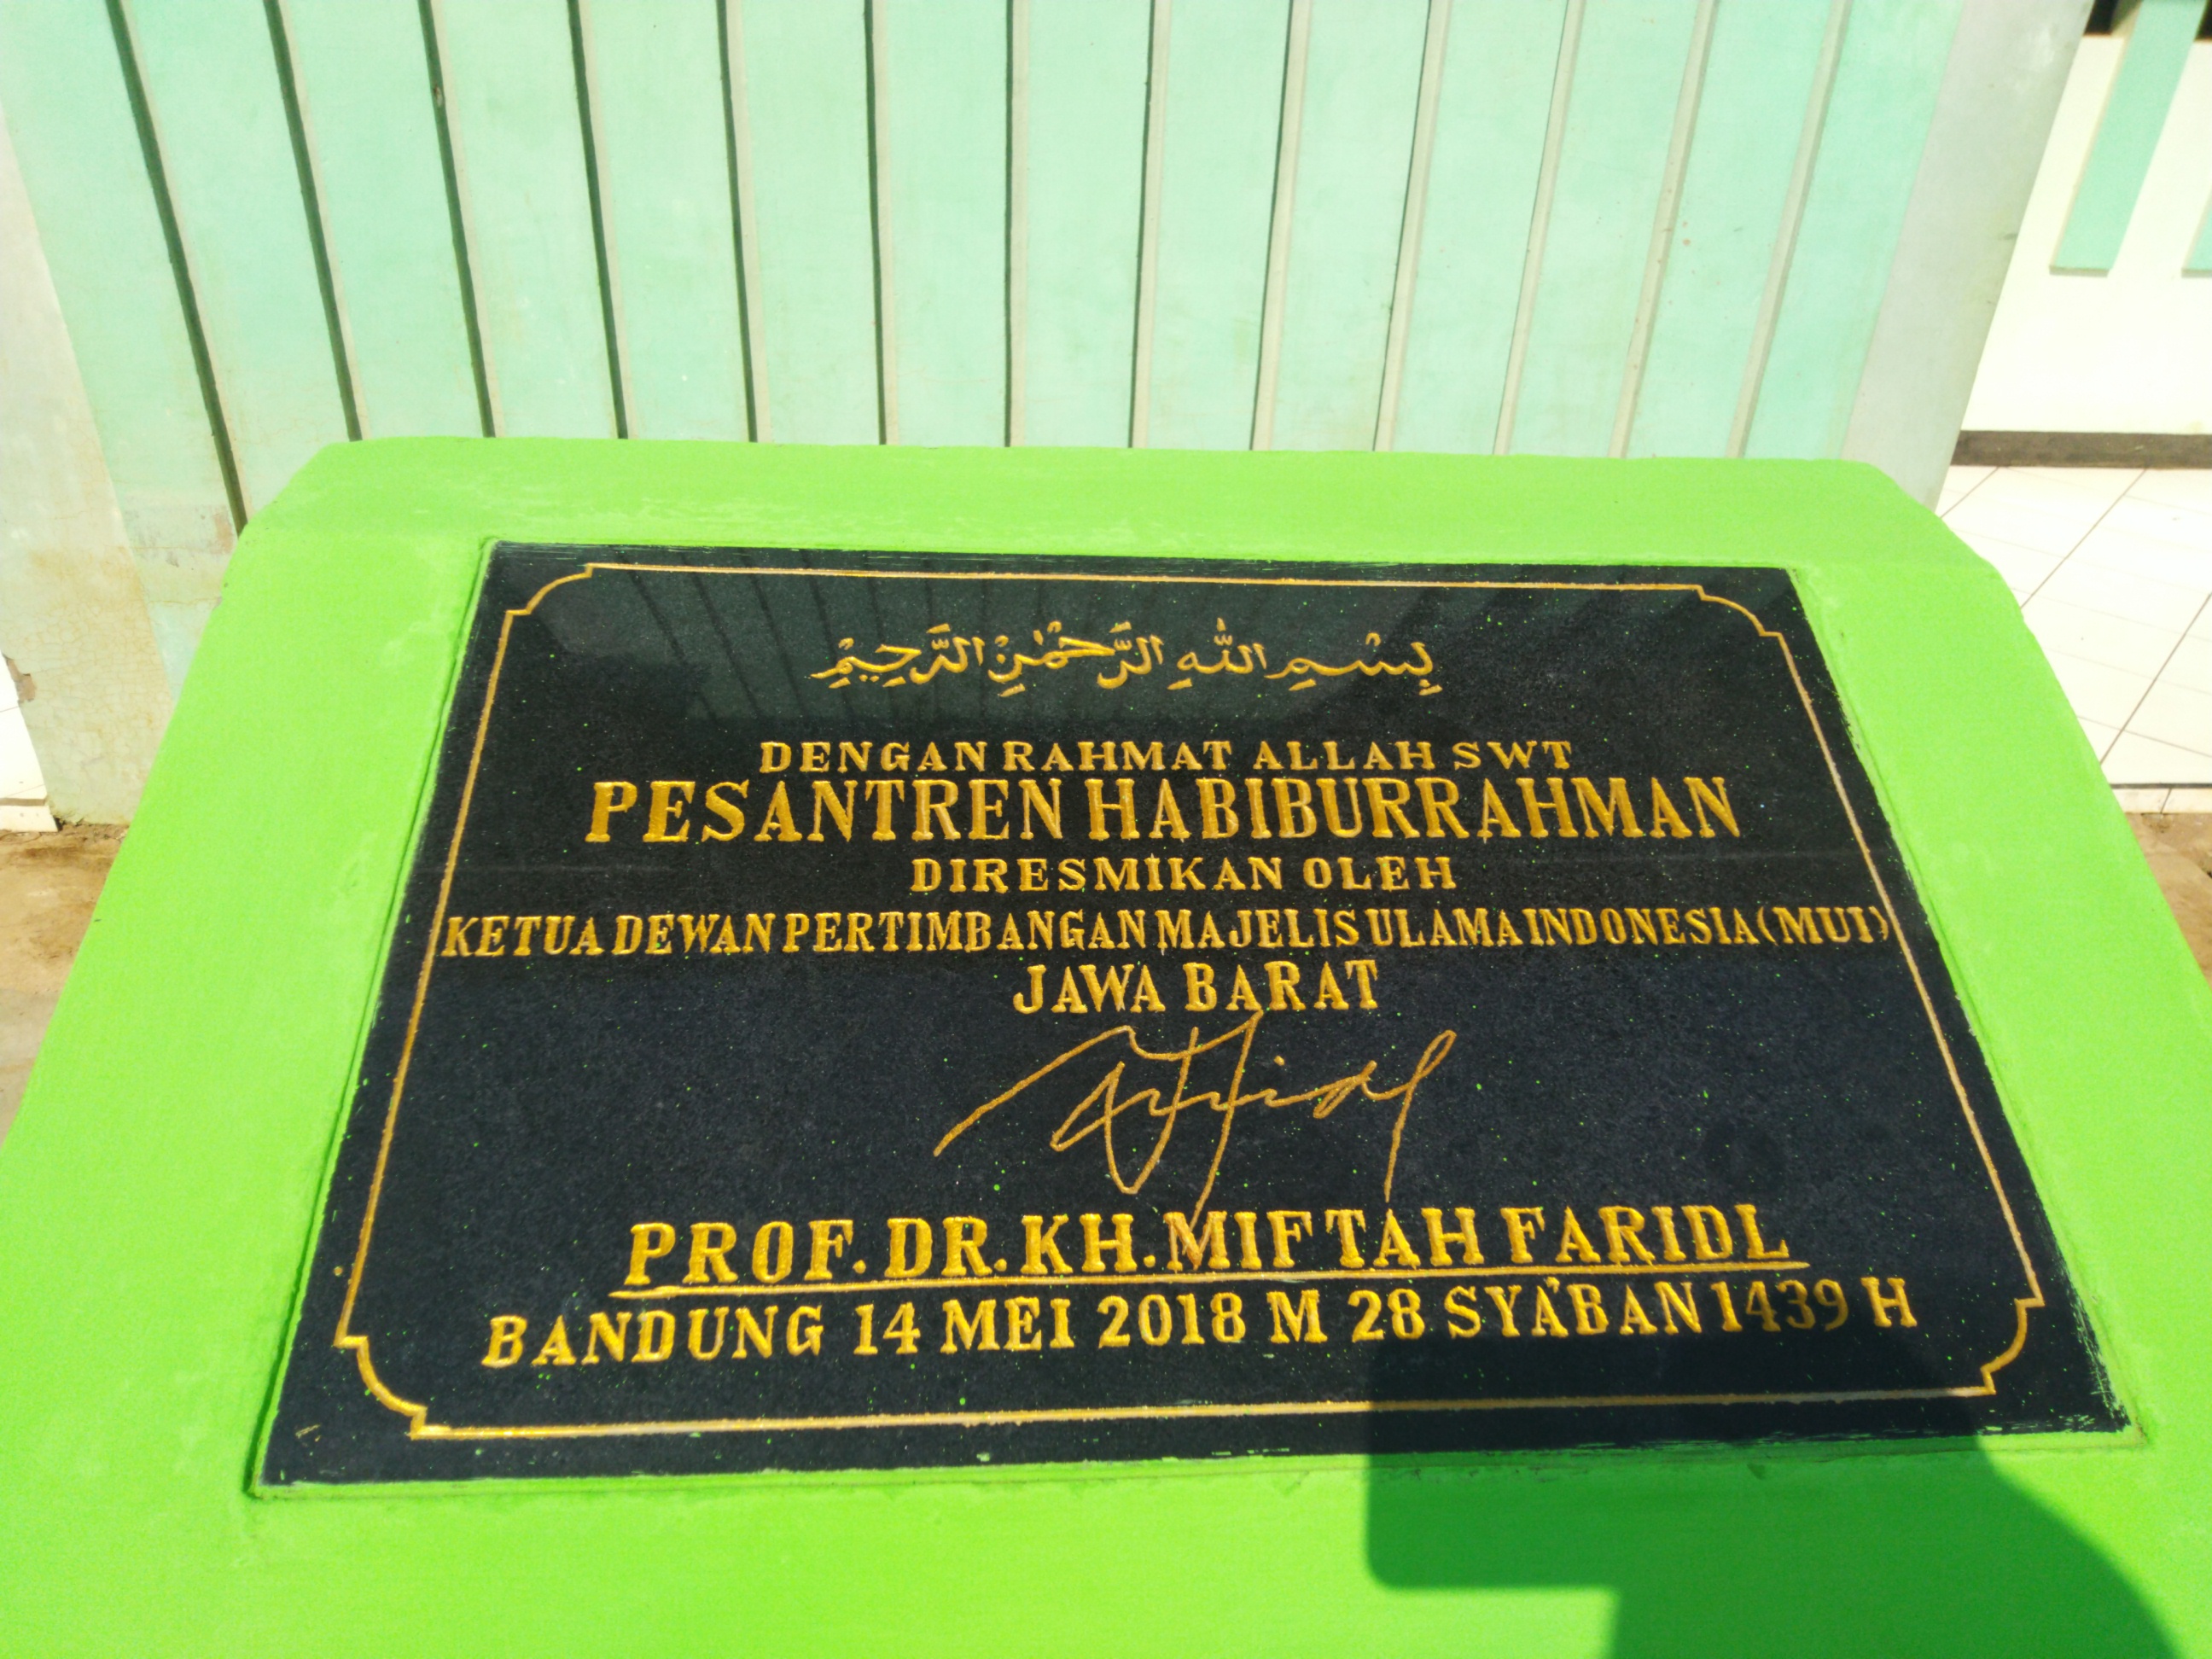 بِسْمِ اللهِ الرَّحْمٰنِ الرَّحِيْمِ
DENGAN RAHMAT ALLAH SWT
PESANTREN HABIBURRAHMAN
DIRESMIKAN OLEH
KETUA DEWAN PERTIMBANGAN MAJELIS ULAMA INDONESIA (MUI)
JAWA BARAT
PROF. DR. KH. MIFTAH FARIDL
BANDUNG 14 MEI 2018 M 28 SYA'BAN 1439 H